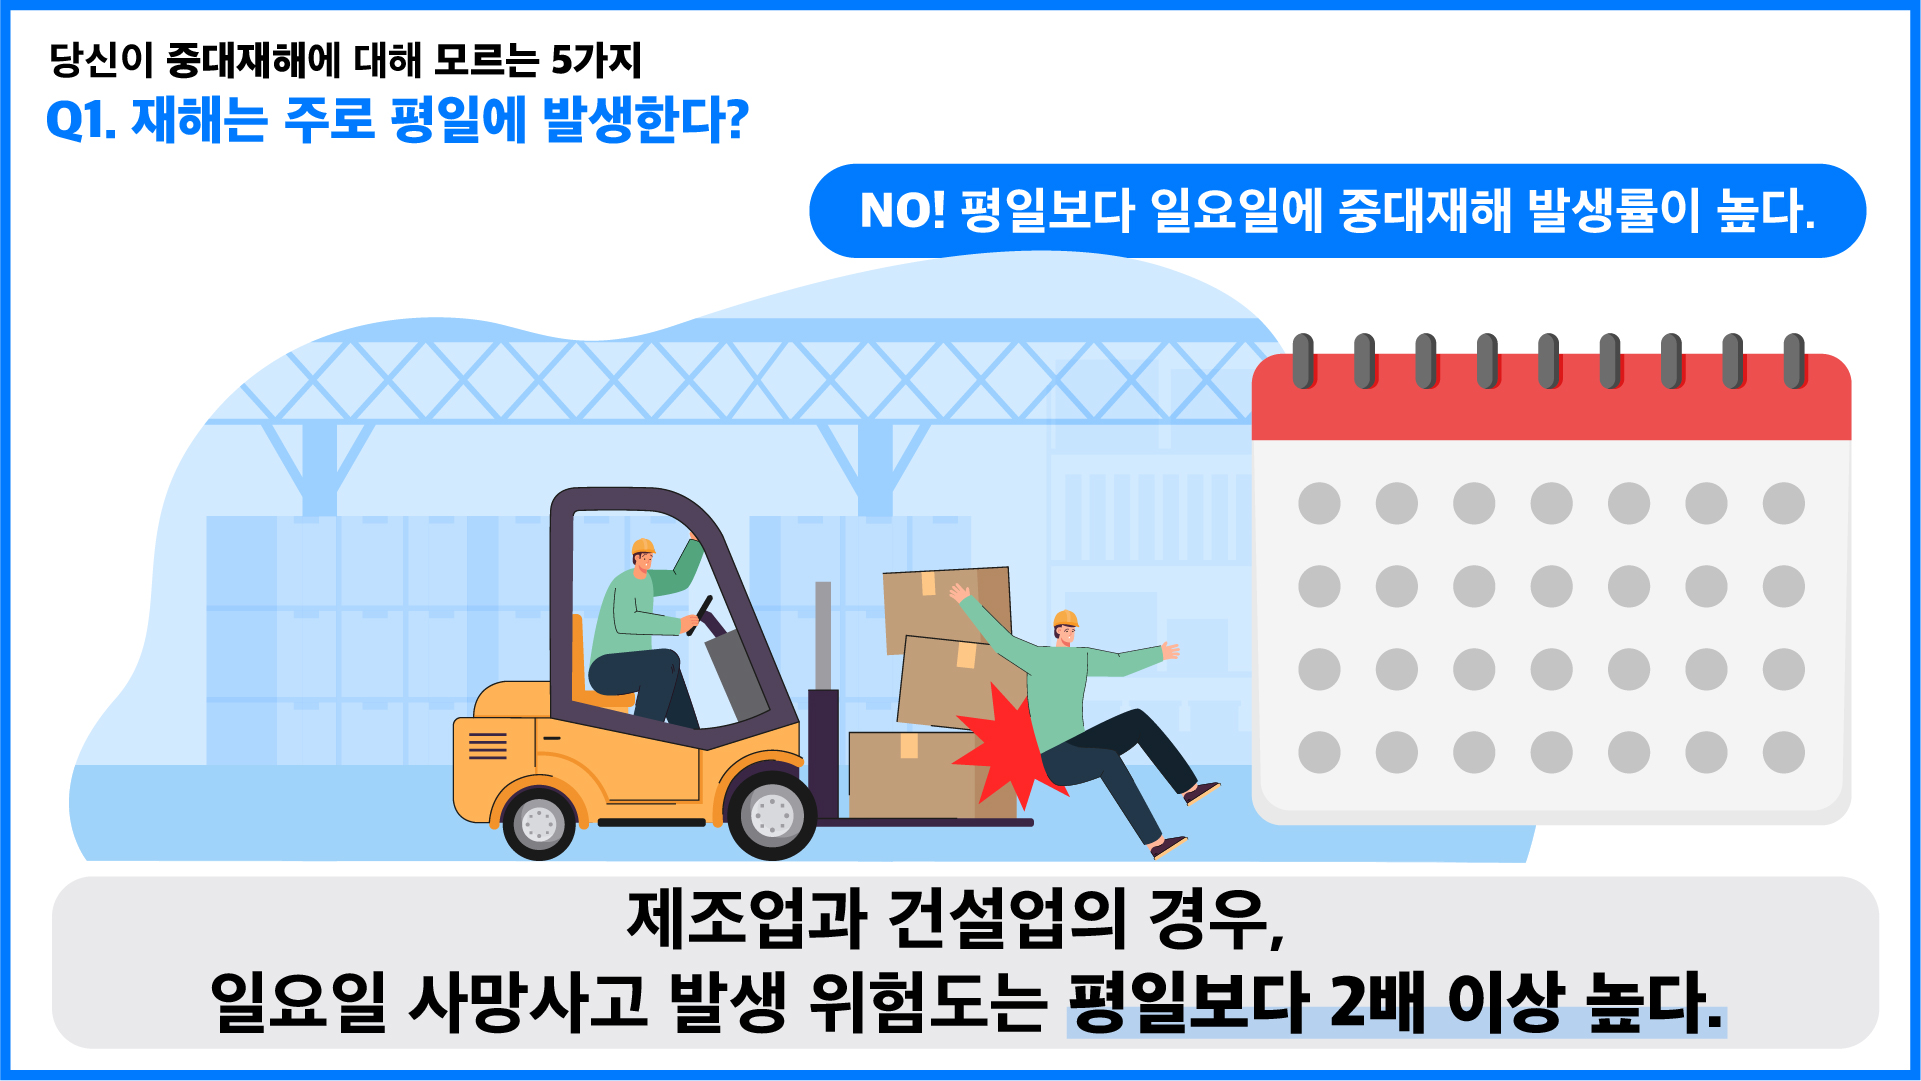 당신이 중대재해에 대해 모르는 5가지
Q1. 재해는 주로 평일에 발생한다?
NO! 평일보다 일요일에 중대재해 발생률이 높다.
제조업과 건설업의 경우,
일요일 사망사고 발생 위험도는 평일보다 2배 이상 높다.